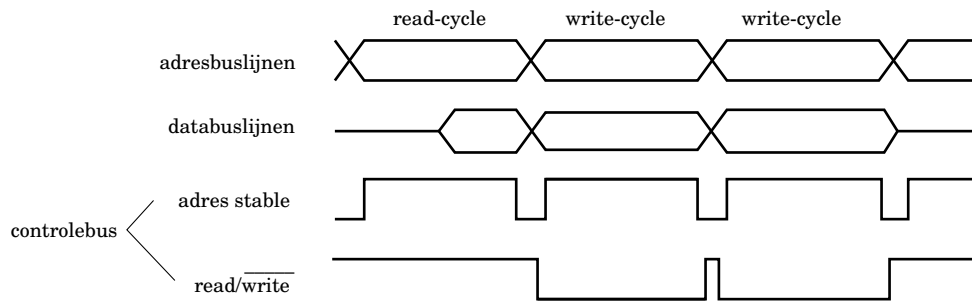 read-cycle write-cycle write-cycle
adresbuslijnen
databuslijnen
adres stable
controlebus
read/write